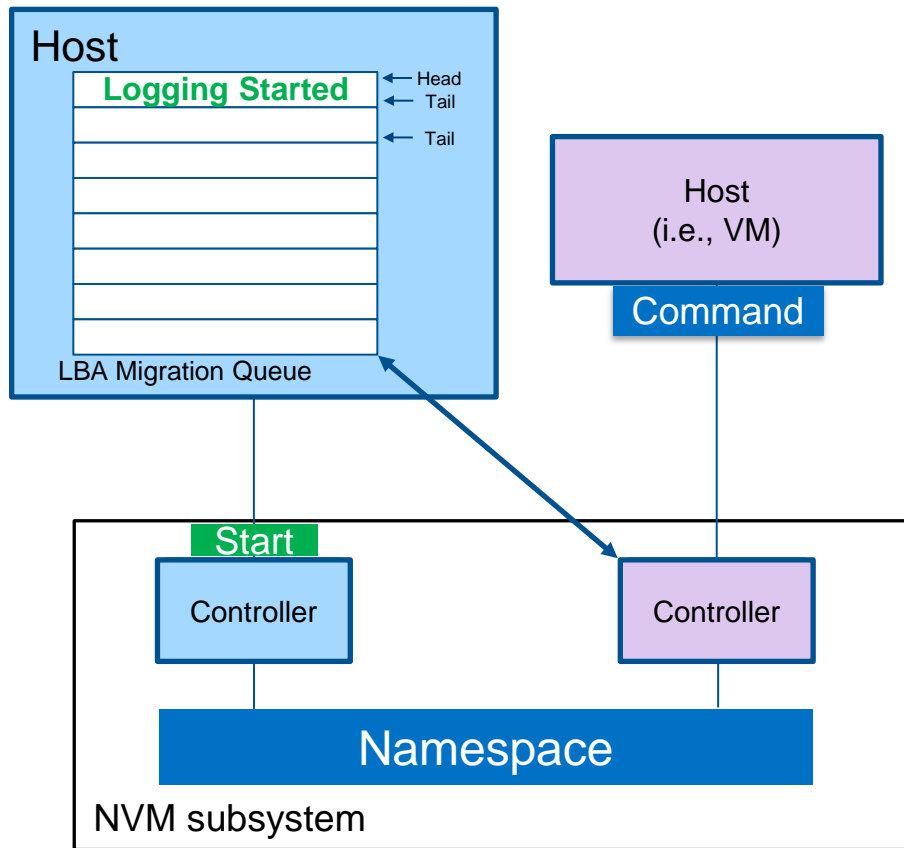 Host
Logging Started
Head
Tail
Tail
LBA Migration Queue
Host
(i.e., VM)
Command
Start
Controller
Controller
Namespace
NVM subsystem